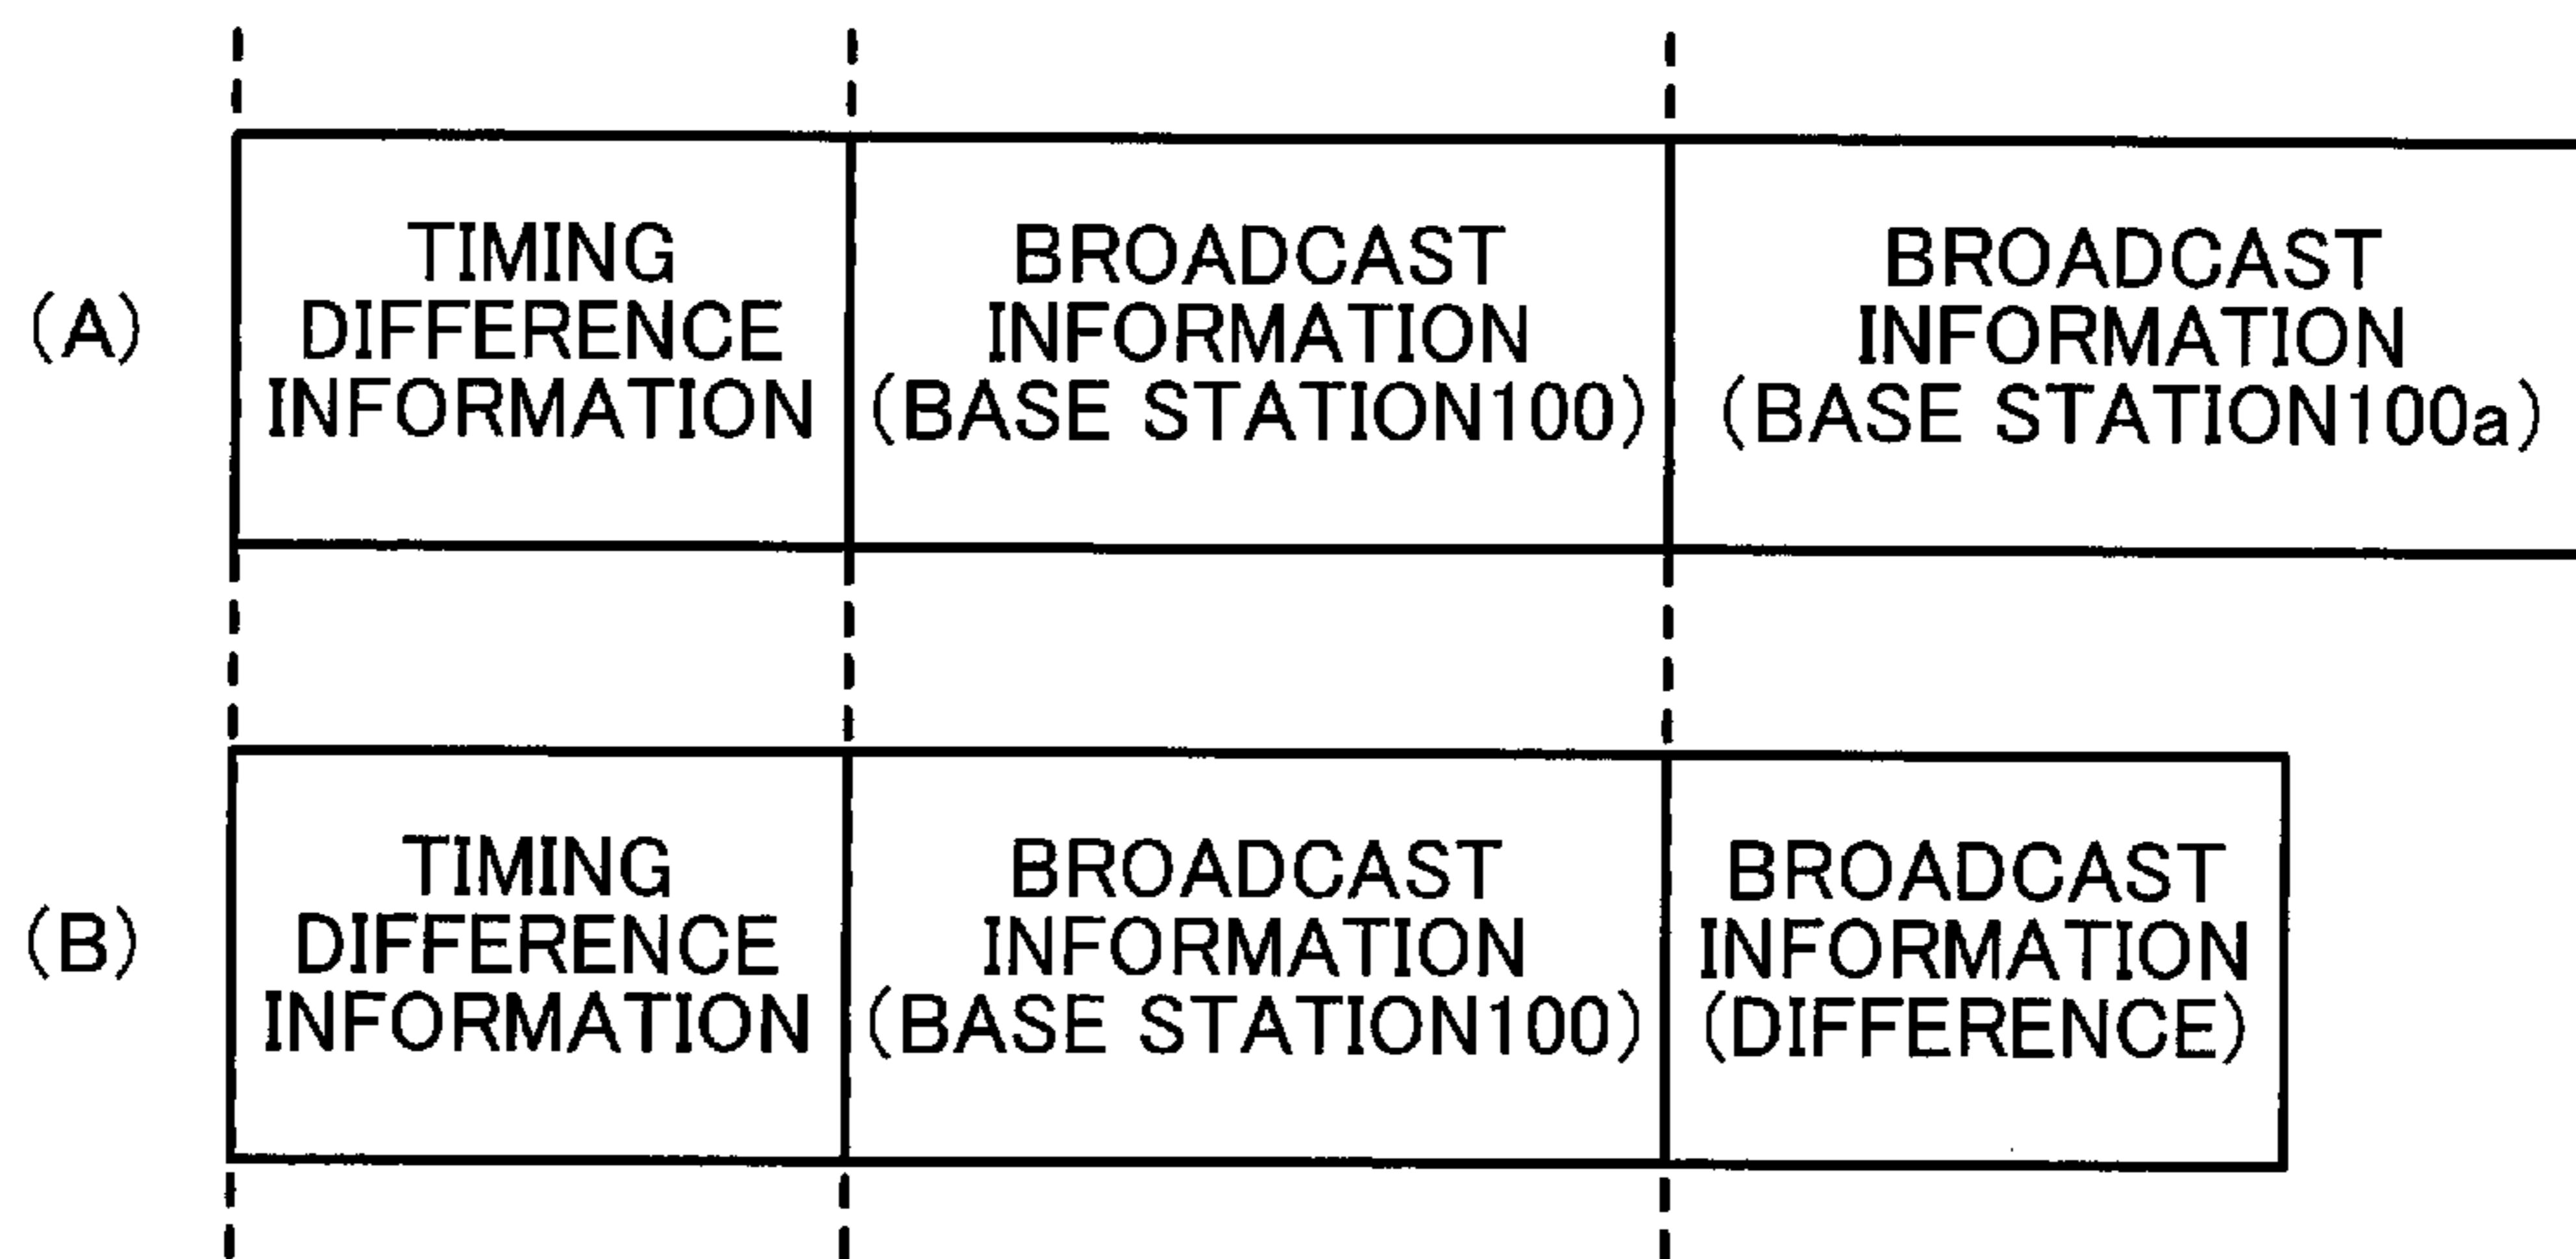 (A)
TIMING
DIFFERENCE
INFORMATION
BROADCAST
INFORMATION
(BASE STATION100)
BROADCAST
INFORMATION
(BASE STATION100a)
(B)
TIMING
DIFFERENCE
INFORMATION
BROADCAST
INFORMATION
(BASE STATION100)
BROADCAST
INFORMATION
(DIFFERENCE)